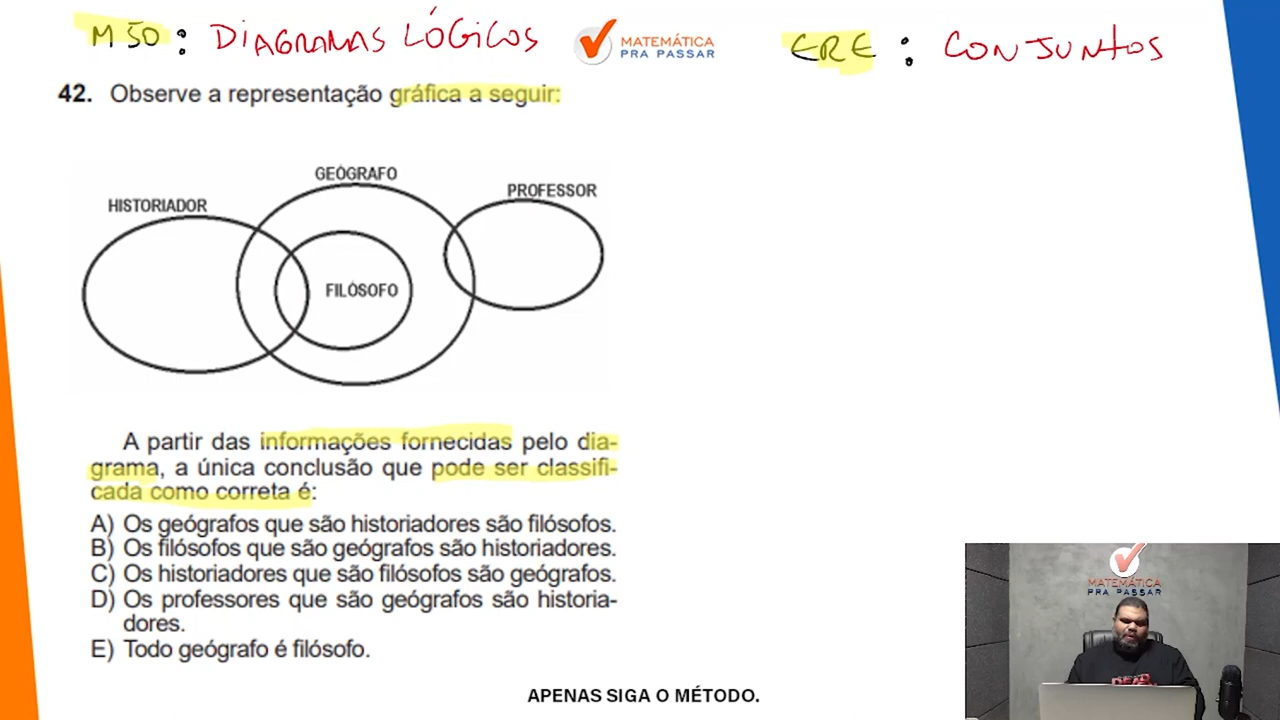 M50: DIAGRAMAS LÓGICOS
MATEMÁTICA
PRA PASSAR
ERE: CONJUNTOS
42. Observe a representação gráfica a seguir:
GEÓGRAFO
HISTORIADOR
PROFESSOR
FILÓSOFO
A partir das informações fornecidas pelo dia-
grama, a única conclusão que pode ser classifi-
cada como correta é:
A) Os geógrafos que são historiadores são filósofos.
B) Os filósofos que são geógrafos são historiadores.
C) Os historiadores que são filósofos são geógrafos.
D) Os professores que são geógrafos são historia-
dores.
E) Todo geógrafo é filósofo.
MATEMÁTICA
PRA PASSAR
APENAS SIGA O MÉTODO.